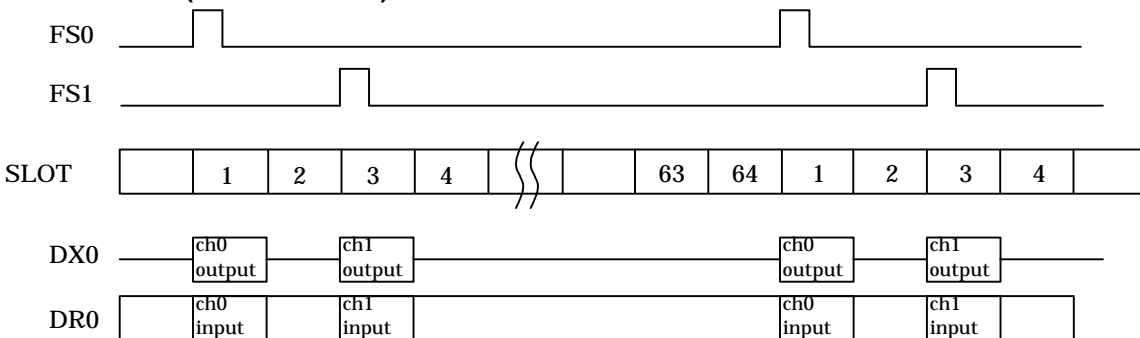 FS0
FS1
SLOT 1 2 3 4 63 64 1 2 3 4
DX0 ch0 output ch1 output ch0 output ch1 output
DR0 ch0 input ch1 input ch0 input ch1 input